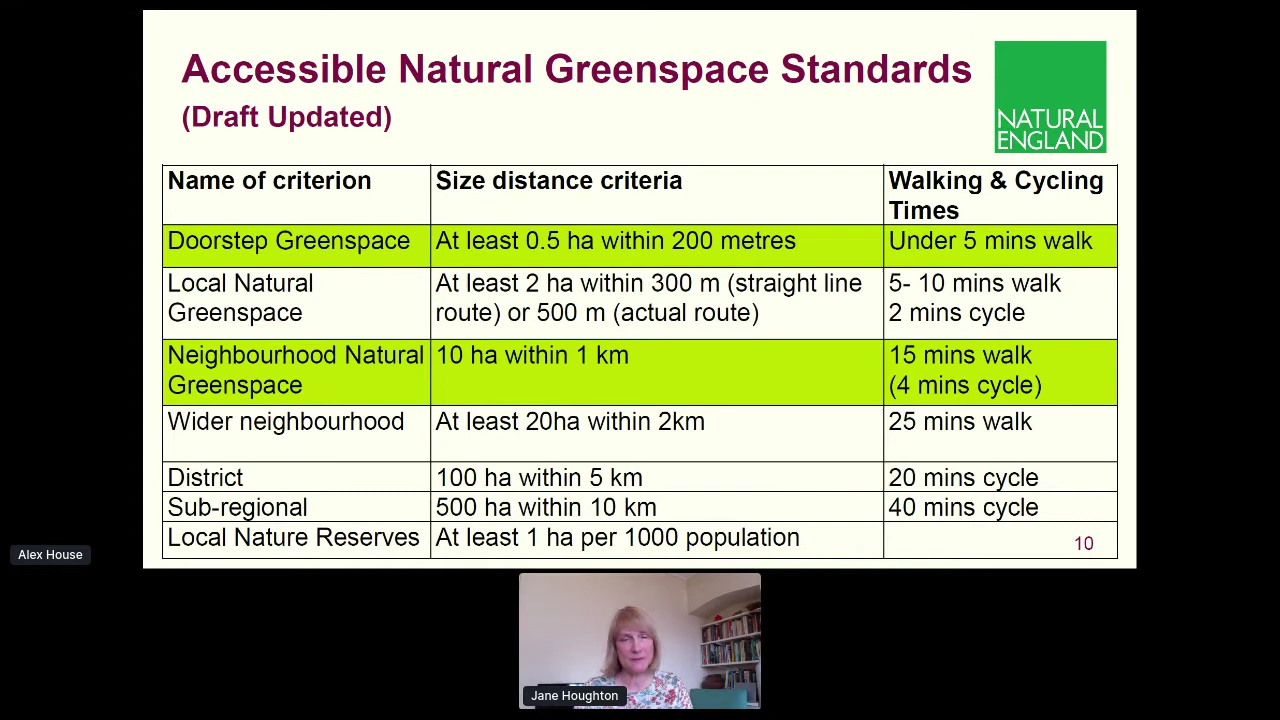 Accessible Natural Greenspace Standards
(Draft Updated)
NATURAL
ENGLAND
Name of criterion
Size distance criteria
Walking & Cycling
Times
Doorstep Greenspace
At least 0.5 ha within 200 metres
Under 5 mins walk
Local Natural
Greenspace
At least 2 ha within 300 m (straight line
route) or 500 m (actual route)
5- 10 mins walk
2 mins cycle
Neighbourhood Natural
Greenspace
10 ha within 1 km
15 mins walk
(4 mins cycle)
Wider neighbourhood
At least 20ha within 2km
25 mins walk
District
100 ha within 5 km
20 mins cycle
Sub-regional
500 ha within 10 km
40 mins cycle
Local Nature Reserves
At least 1 ha per 1000 population
10
Alex House
Jane Houghton